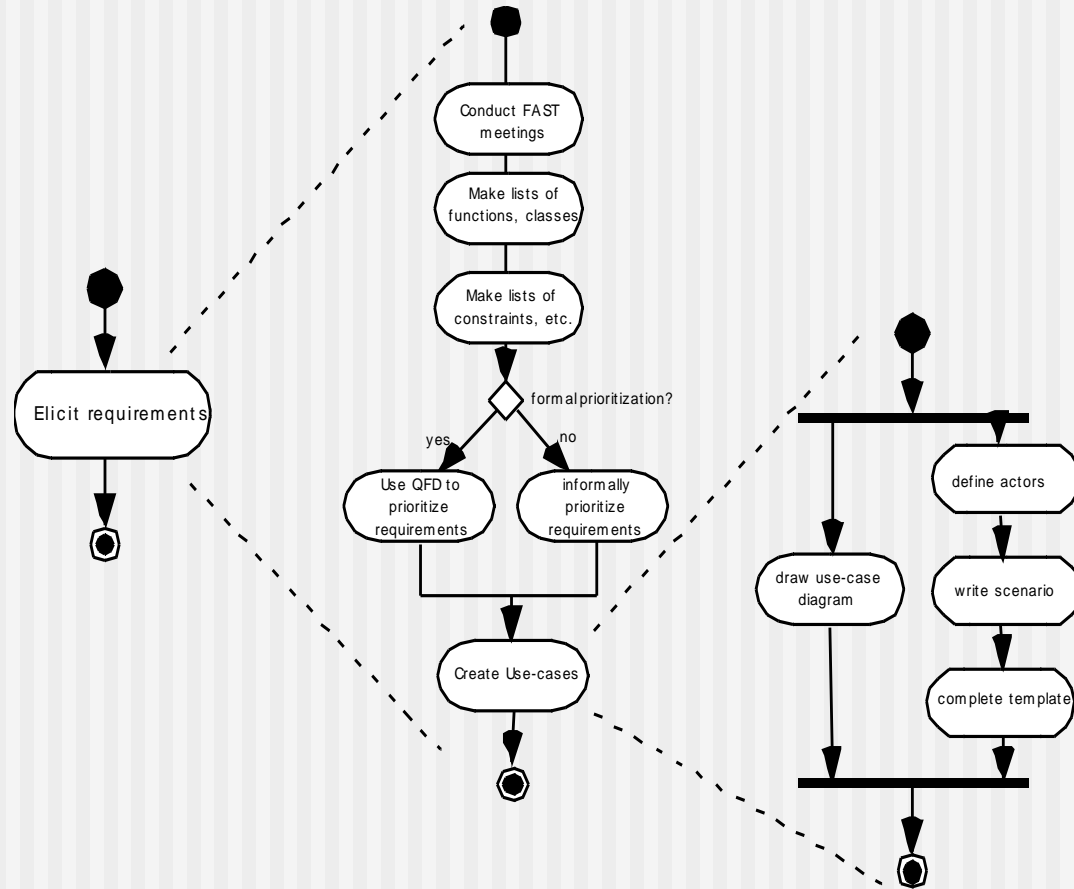 Elicit requirements
Conduct FAST
meetings
Make lists of
functions, classes
Make lists of
constraints, etc.
formal prioritization?
yes
no
Use QFD to
prioritize
requirements
informally
prioritize
requirements
Create Use-cases
draw use-case
diagram
define actors
write scenario
complete template